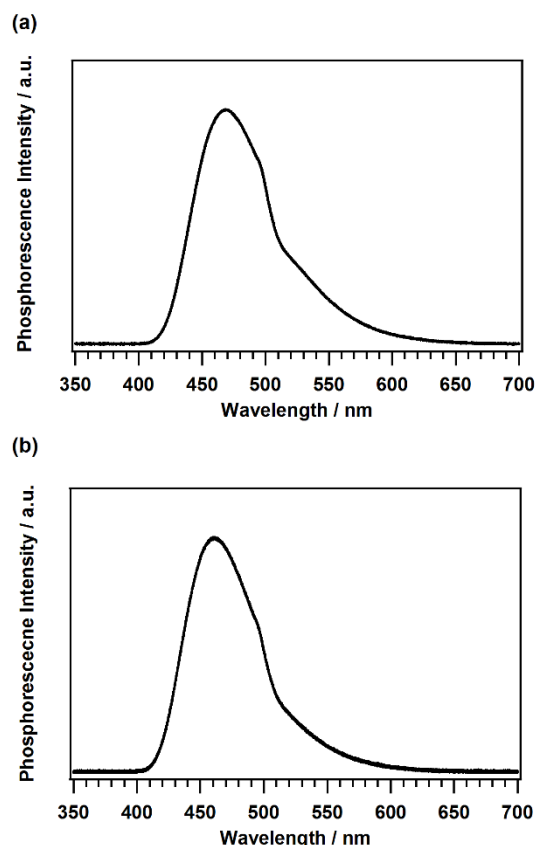 (a)
Phosphorescence Intensity / a.u.
350 400 450 500 550 600 650 700
Wavelength / nm
(b)
Phosphorescecne Intensity / a.u.
350 400 450 500 550 600 650 700
Wavelength / nm